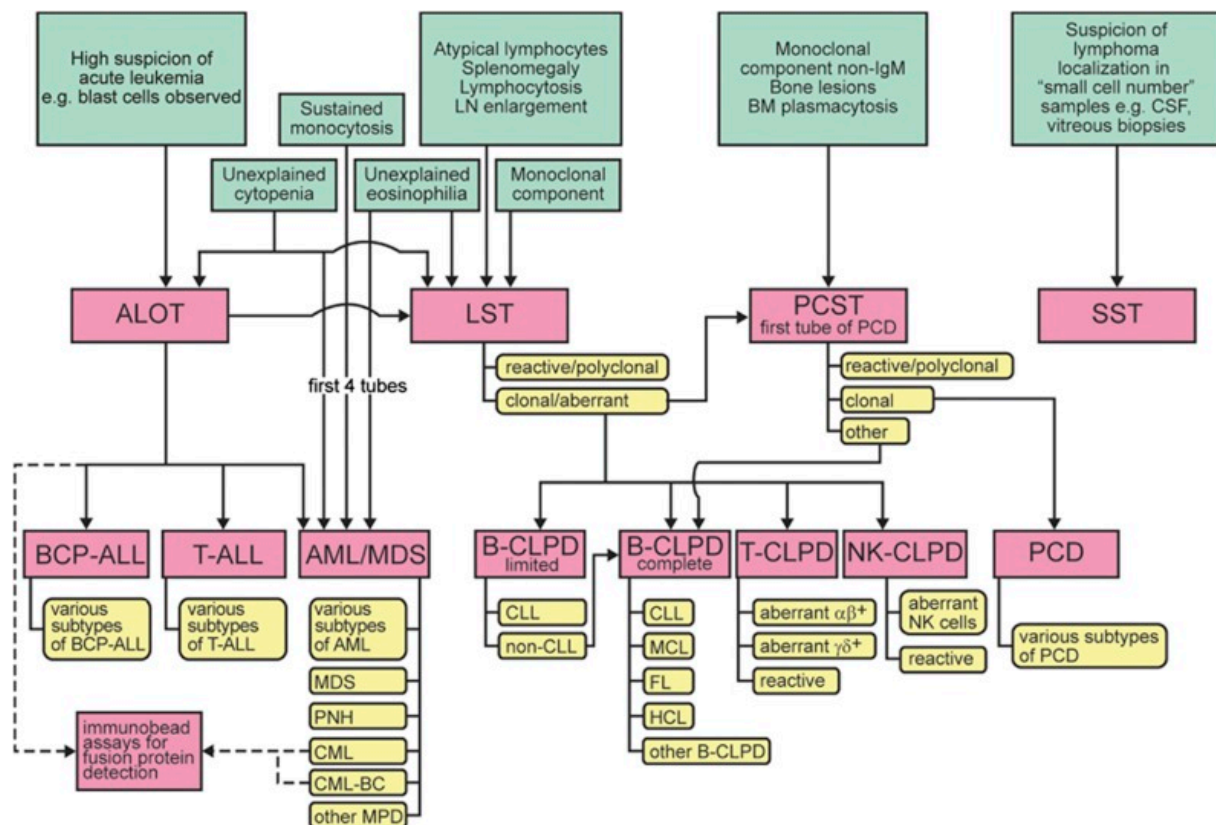 High suspicion of
acute leukemia
e.g. blast cells observed
Sustained
monocytosis
Atypical lymphocytes
Splenomegaly
Lymphocytosis
LN enlargement
Monoclonal
component non-IgM
Bone lesions
BM plasmacytosis
Suspicion of
lymphoma
localization in
“small cell number”
samples e.g. CSF,
vitreous biopsies
Unexplained
cytopenia
Unexplained
eosinophilia
Monoclonal
component
ALOT
LST
PCST
first tube of PCD
SST
first 4 tubes
reactive/polyclonal
clonal/aberrant
reactive/polyclonal
clonal
other
BCP-ALL
T-ALL
AML/MDS
B-CLPD
limited
B-CLPD
complete
T-CLPD
NK-CLPD
PCD
various
subtypes
of BCP-ALL
various
subtypes
of T-ALL
various
subtypes
of AML
MDS
PNH
CML
CML-BC
other MPD
immunobead
assays for
fusion protein
detection
CLL
non-CLL
CLL
MCL
FL
HCL
other B-CLPD
aberrant αβ⁺
aberrant γδ⁺
reactive
aberrant
NK cells
reactive
various subtypes
of PCD